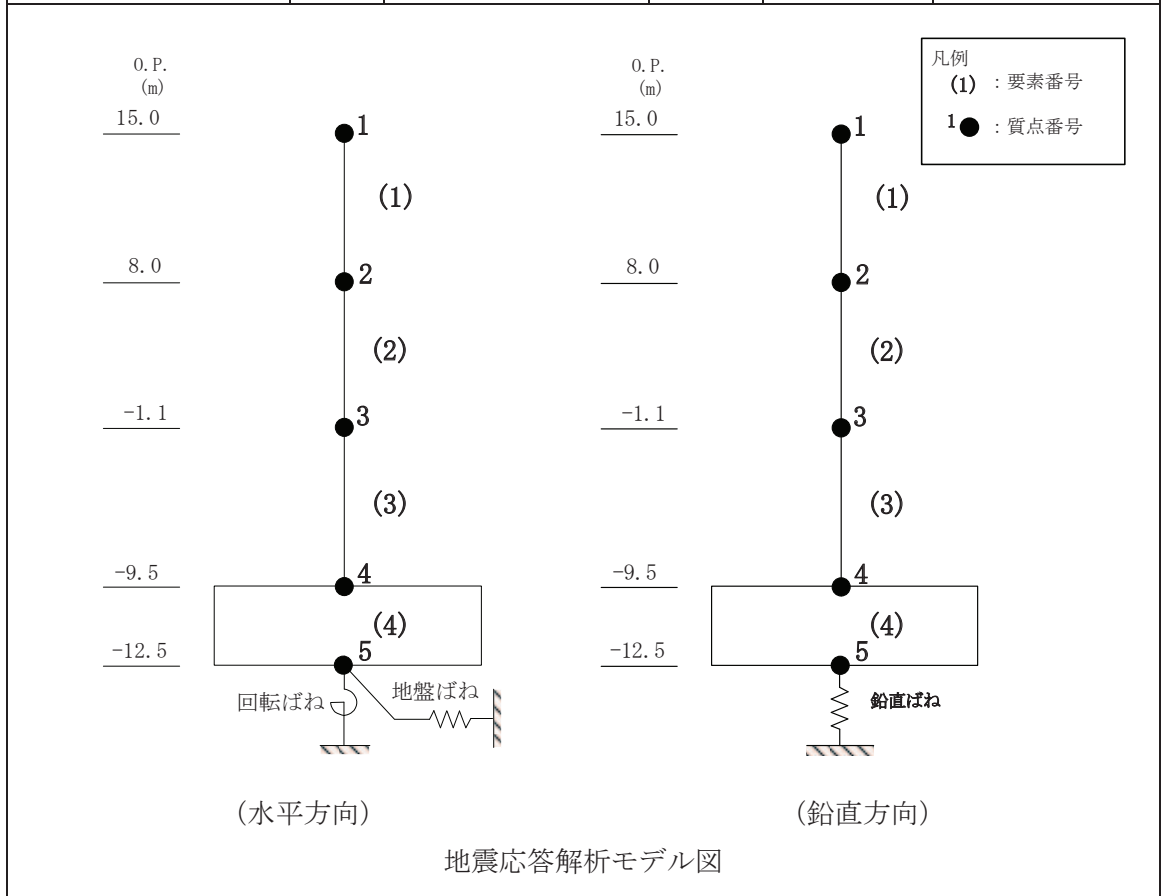 O.P.
(m)
15.0
1
(1)
8.0
2
(2)
-1.1
3
(3)
-9.5
4
(4)
-12.5
5
回転ばね
地盤ばね
(水平方向)
O.P.
(m)
15.0
1
(1)
8.0
2
(2)
-1.1
3
(3)
-9.5
4
(4)
-12.5
5
鉛直ばね
(鉛直方向)
凡例
(1) : 要素番号
1● : 質点番号
地震応答解析モデル図